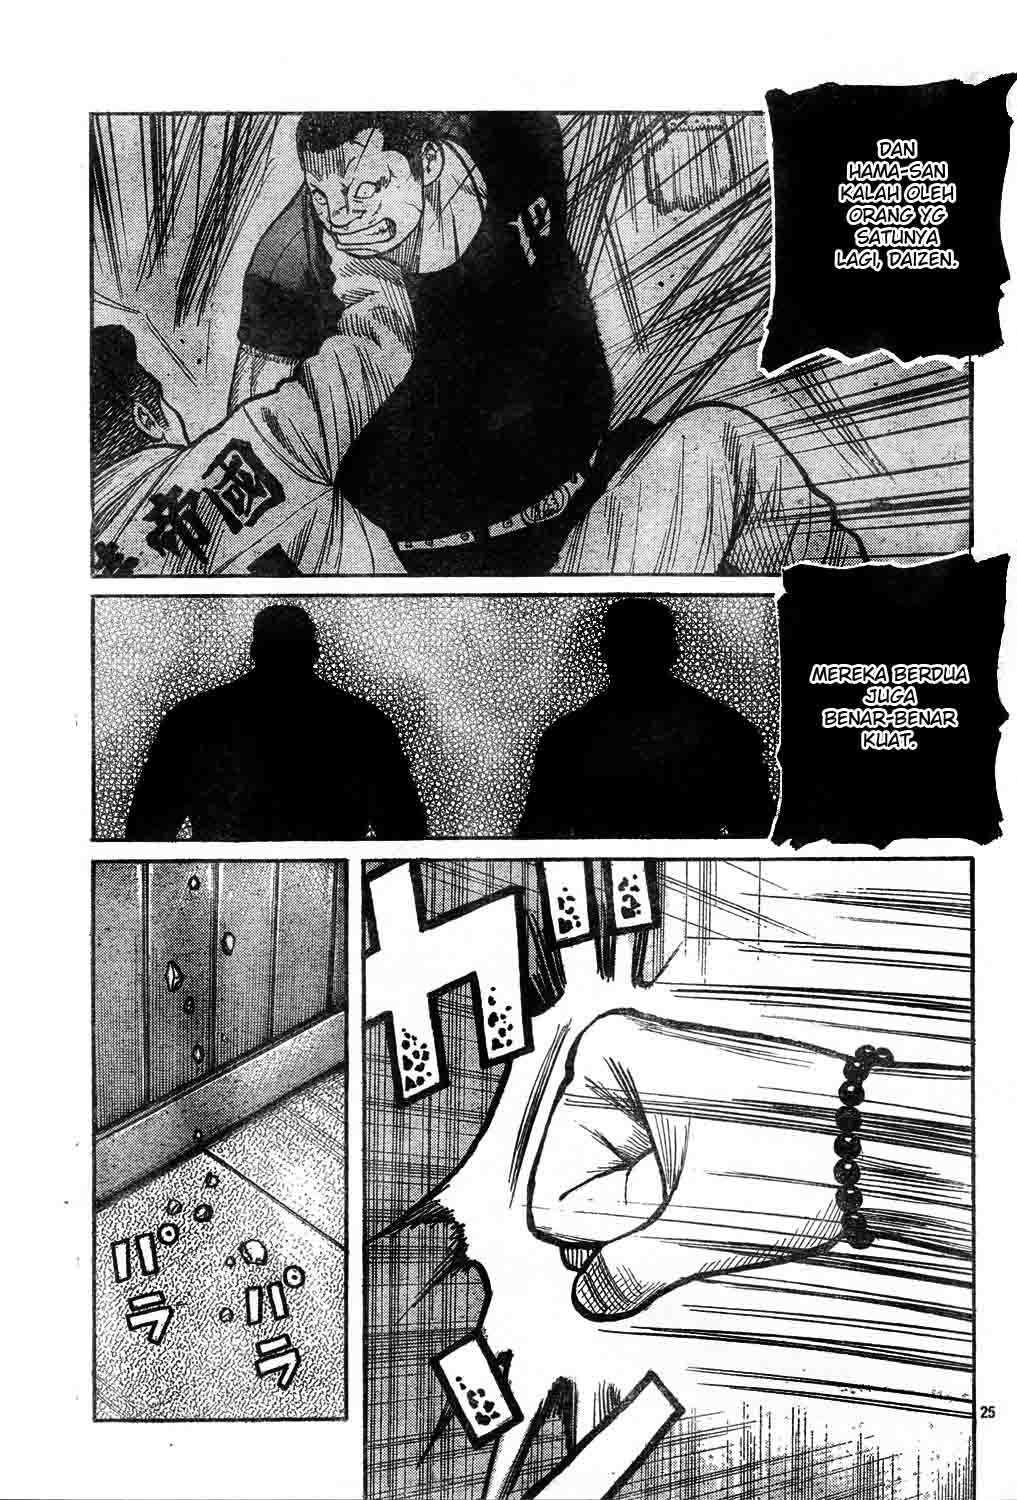 DAN
HAMA-SAN
KALAH OLEH
ORANG YG
SATUNYA
LAGI, DAIZEN.
帝國
MEREKA BERDUA
JUGA
BENAR-BENAR
KUAT.
パラ
パラ
25